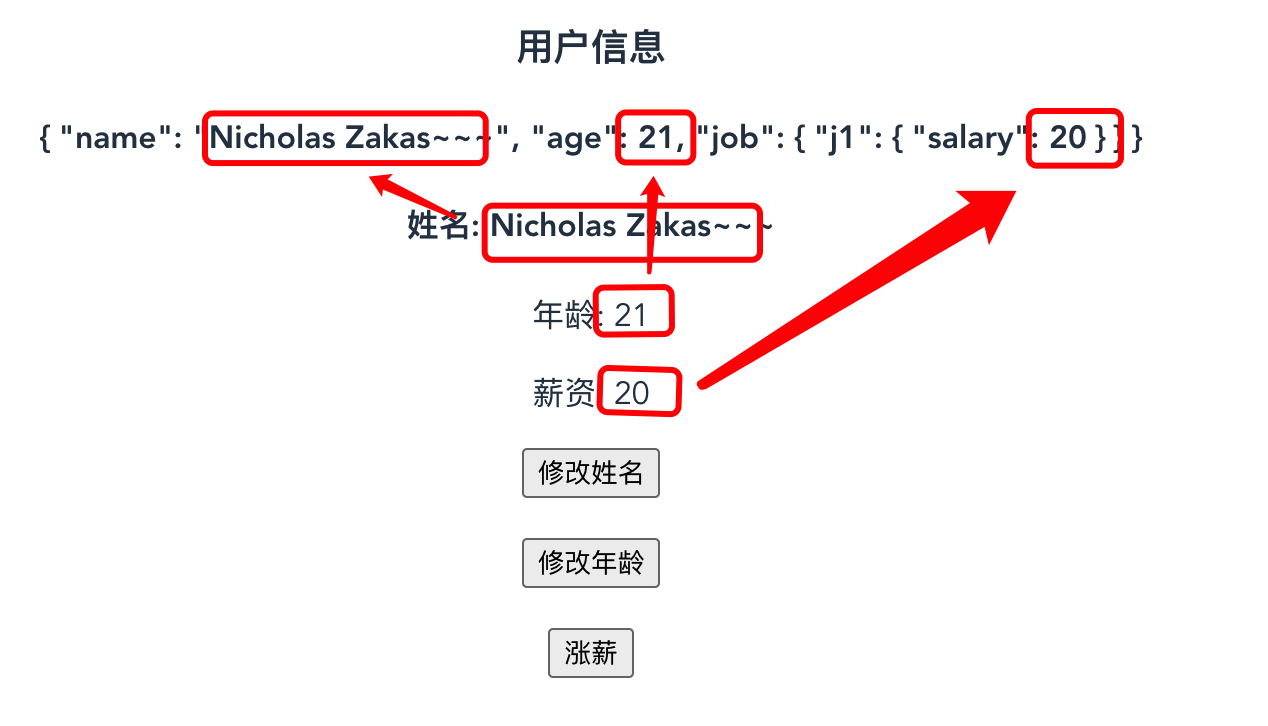 用户信息
{ "name": "Nicholas Zakas~~~", "age": 21, "job": { "j1": { "salary": 20 } } }
姓名: Nicholas Zakas~~~
年龄: 21
薪资: 20
修改姓名
修改年龄
涨薪